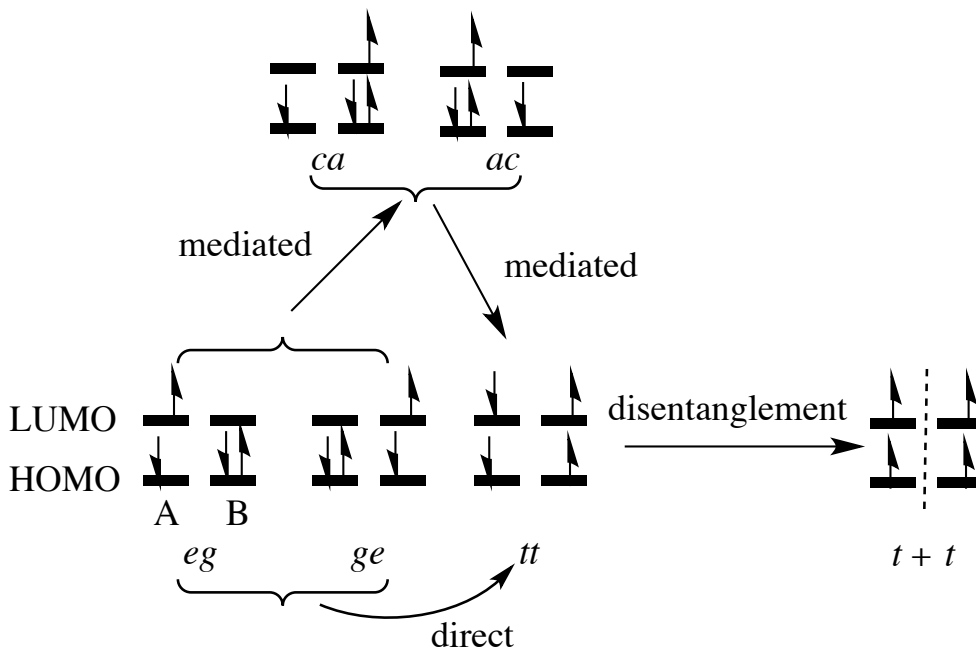 ca ac
mediated
mediated
LUMO
disentanglement
HOMO
A B
eg ge tt t + t
direct